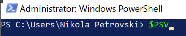 Administrator: Windows PowerShell
PS C:\Users\Nikola Petrovski> $PSV